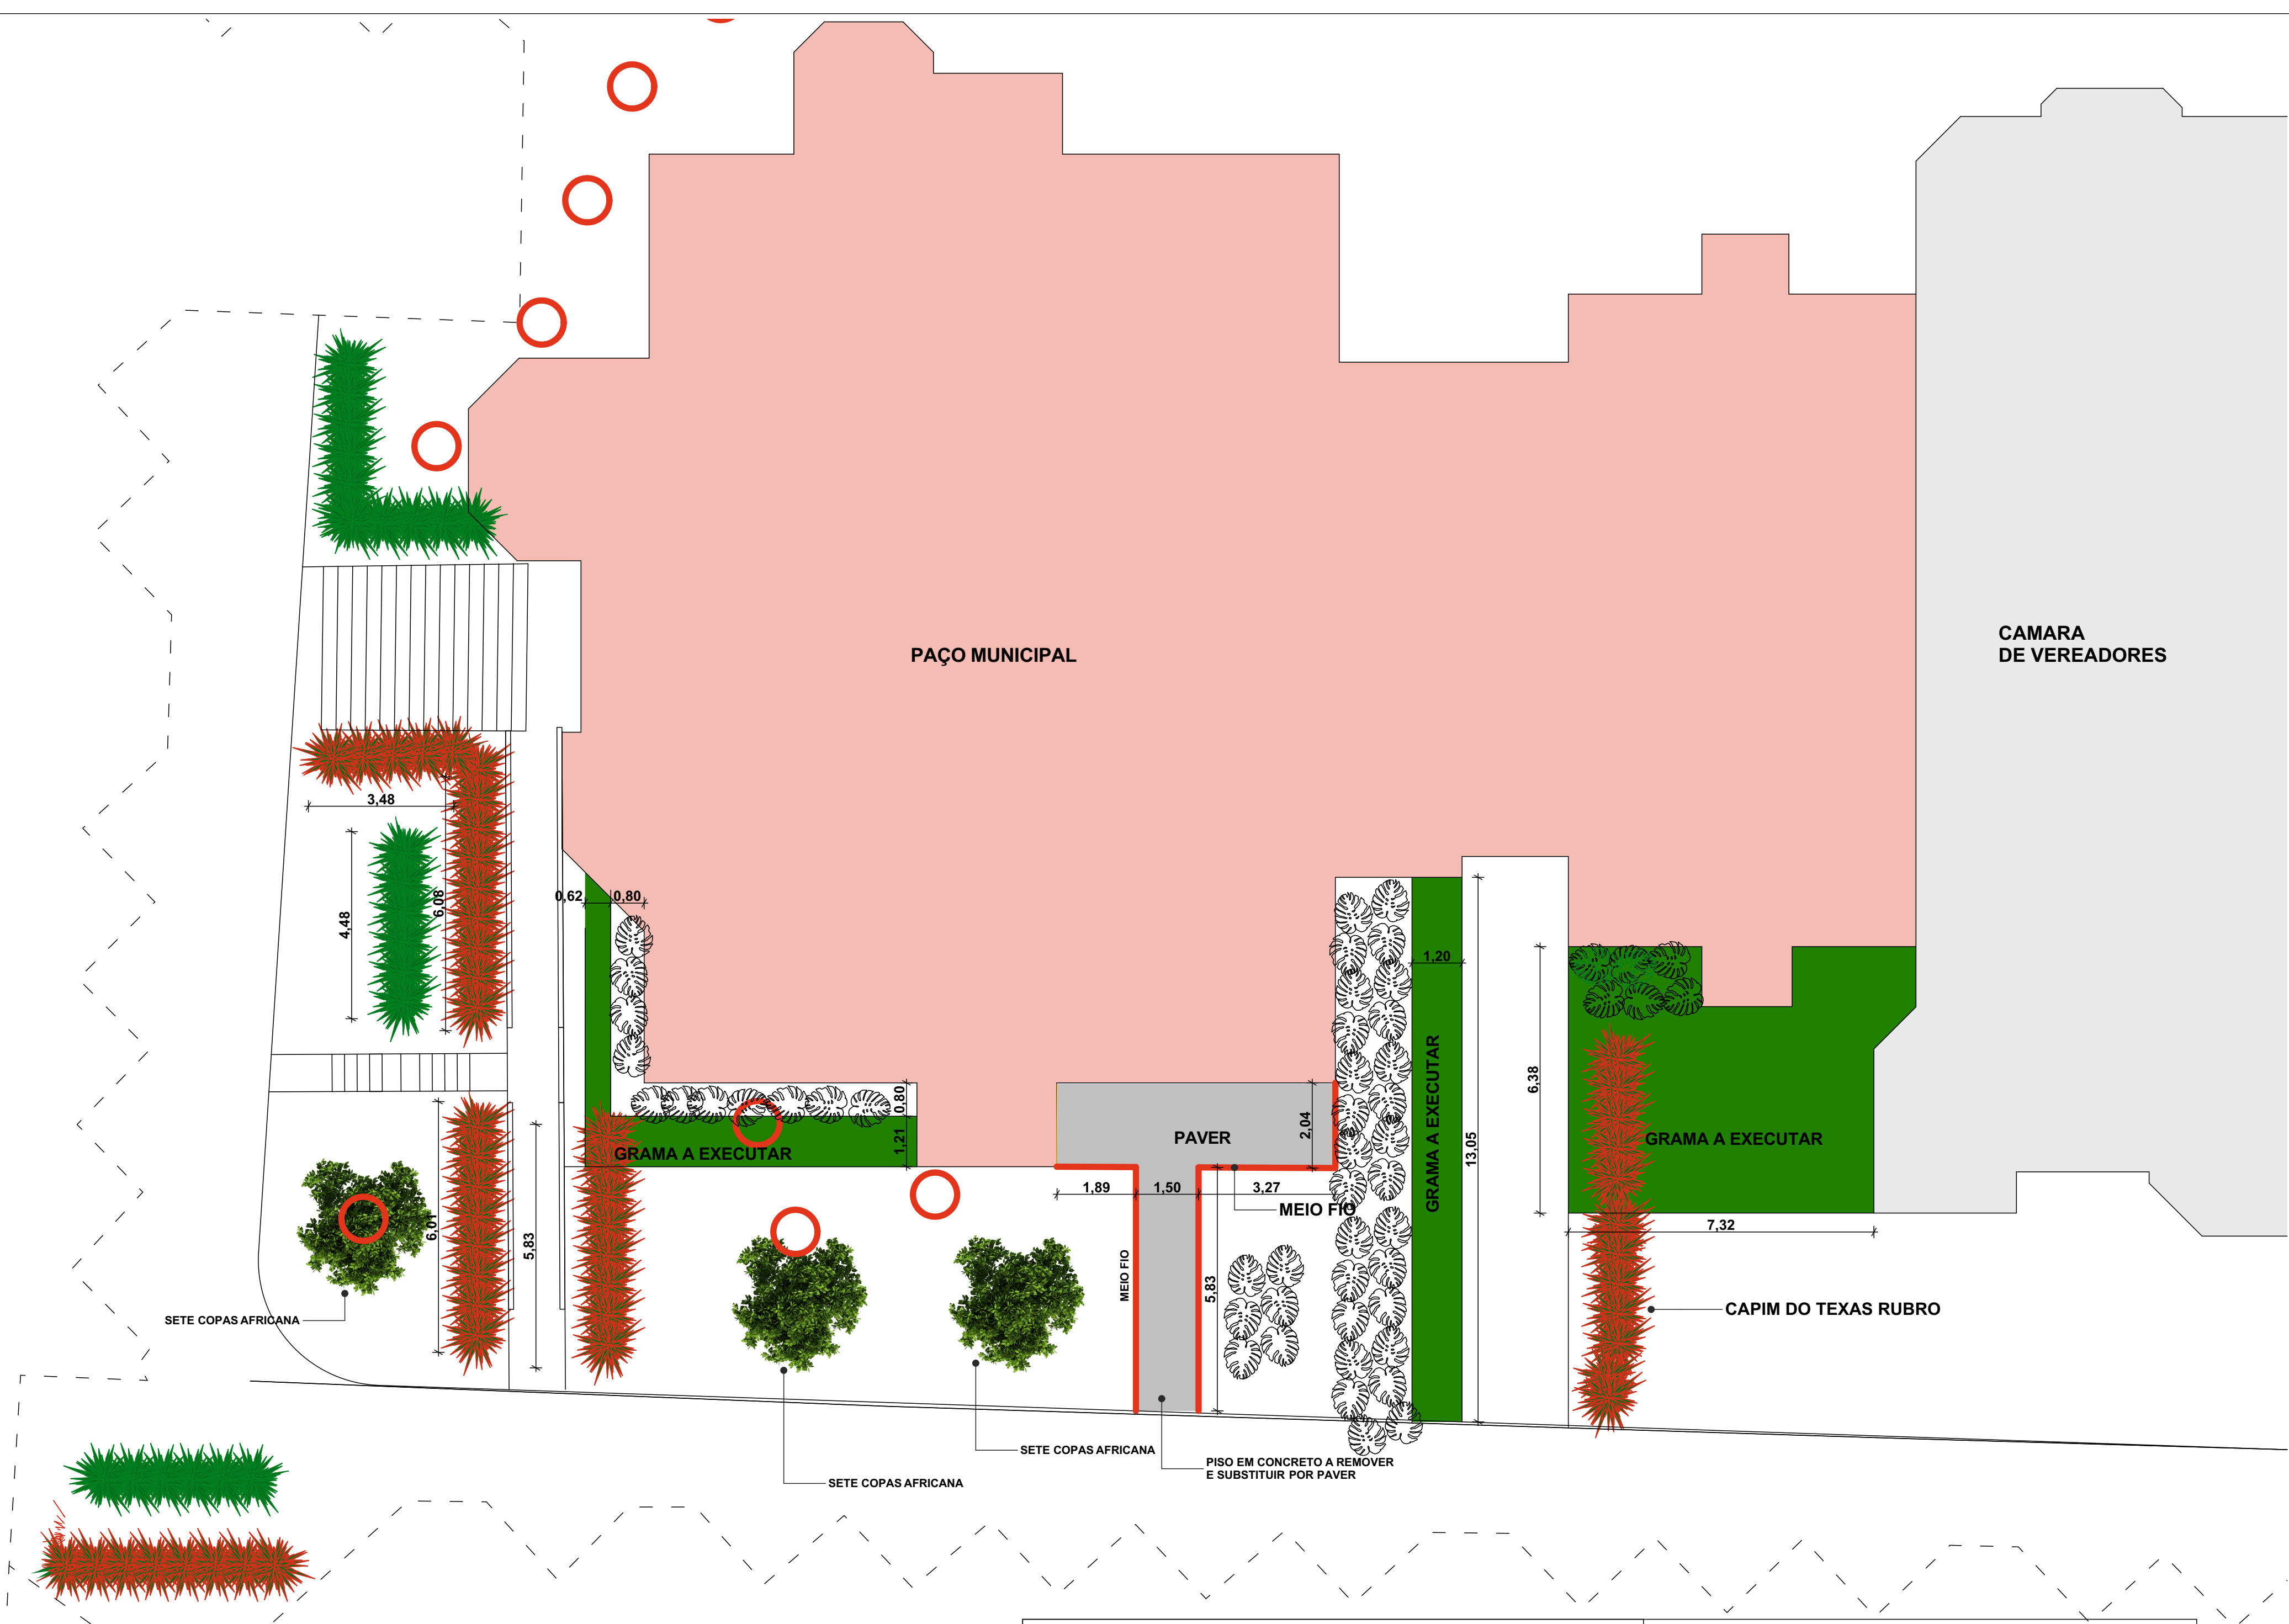 PAÇO MUNICIPAL
CAMARA
DE VEREADORES
3,48
4,48
6,08
0,62
0,80
1,20
0,80
1,21
GRAMA A EXECUTAR
PAVER
2,04
GRAMA A EXECUTAR
13,05
6,38
GRAMA A EXECUTAR
1,89
1,50
3,27
MEIO FIO
7,32
6,01
5,83
MEIO FIO
5,83
SETE COPAS AFRICANA
CAPIM DO TEXAS RUBRO
SETE COPAS AFRICANA
PISO EM CONCRETO A REMOVER
E SUBSTITUIR POR PAVER
SETE COPAS AFRICANA